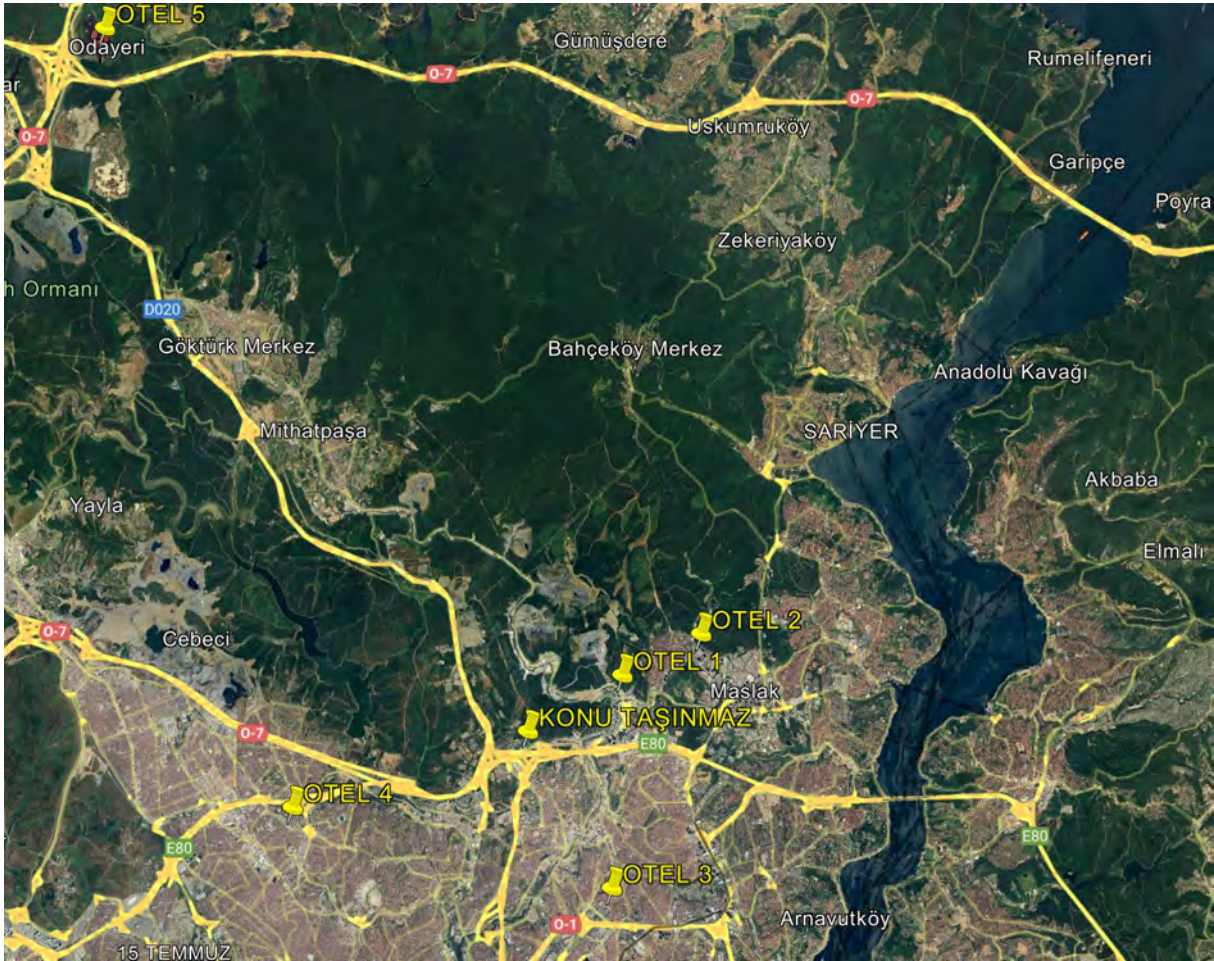 OTEL 5
Odayeri
Gümüşdere
Rumelifeneri
ar
O-7
O-7
O-7
Uskumruköy
Garipçe
Poyra
Zekeriyaköy
h Ormanı
D020
Göktürk Merkez
Bahçeköy Merkez
Anadolu Kavağı
Mithatpaşa
SARIYER
Akbaba
Yayla
Elmalı
OTEL 2
O-7
Cebeci
OTEL 1
Maslak
KONU TAŞINMAZ
O-7
E80
OTEL 4
E80
E80
OTEL 3
O-1
Arnavutköy
15 TEMMUZ